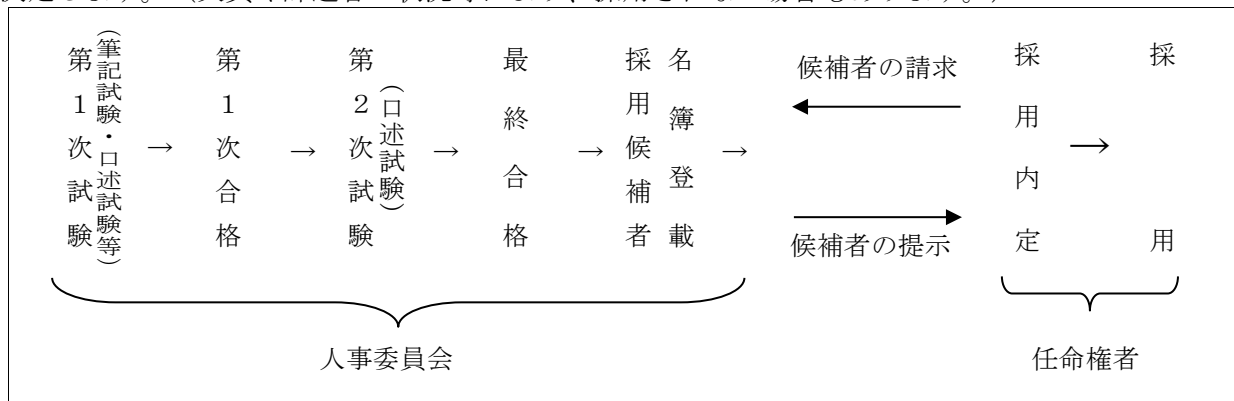 第１次試験
（筆記試験・口述試験等）
→
第１次合格
→
第２次試験
（口述試験）
→
最終合格
→
採用候補者
名簿登載
→
候補者の請求
候補者の提示
採用内定
→
採用
人事委員会
任命権者